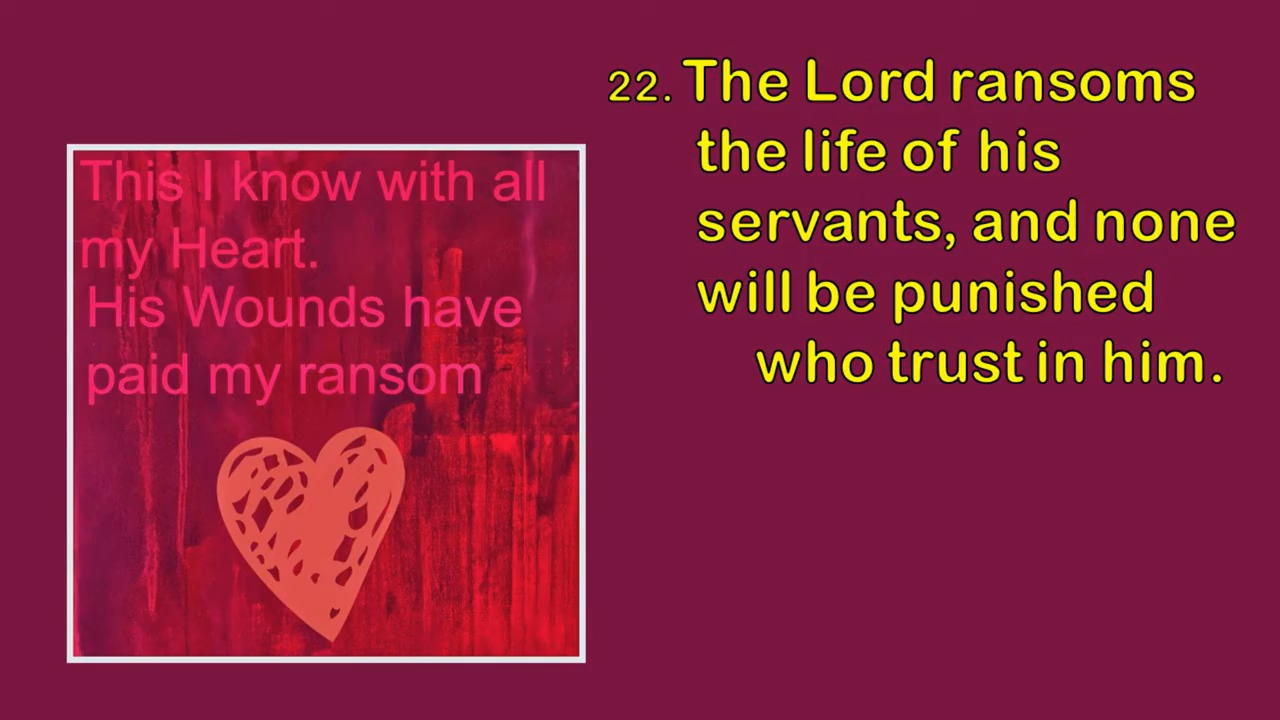 This I know with all
my Heart.
His Wounds have
paid my ransom
22. The Lord ransoms
the life of his
servants, and none
will be punished
who trust in him.